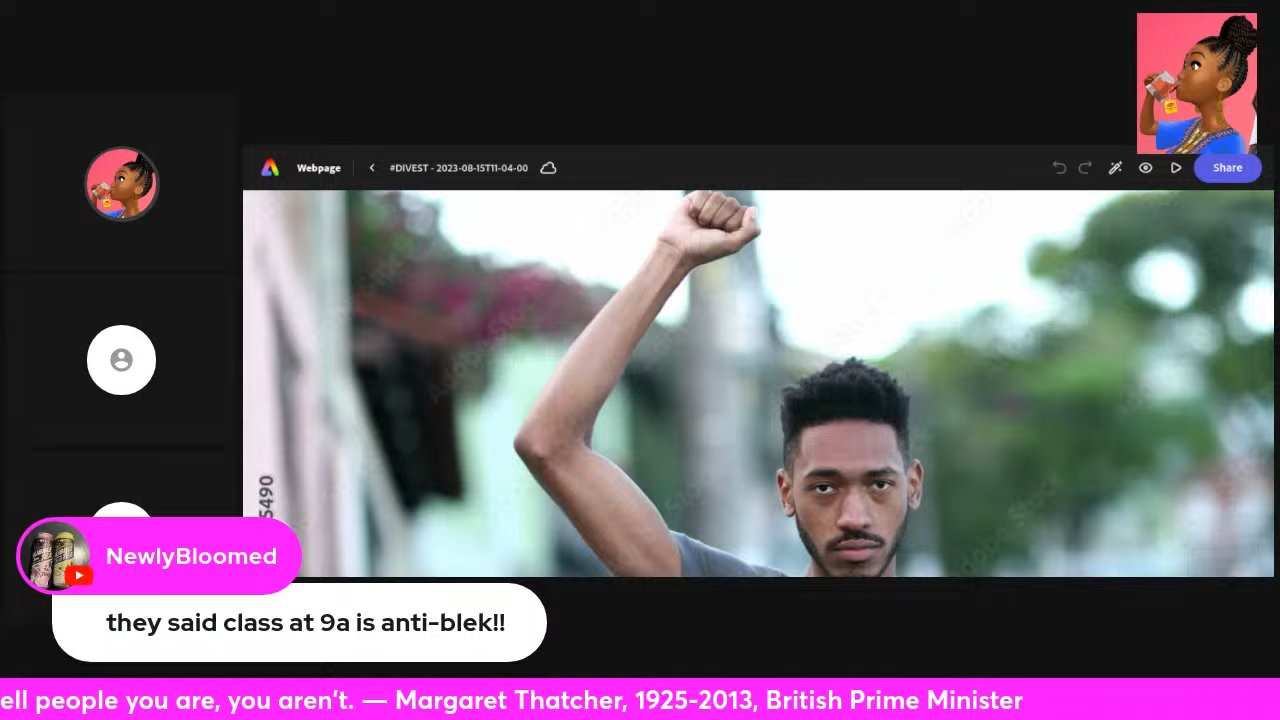 Webpage
#DIVEST - 2023-08-15T11-04-00
Share
5490
NewlyBloomed
they said class at 9a is anti-blek!!
ell people you are, you aren't. — Margaret Thatcher, 1925-2013, British Prime Minister